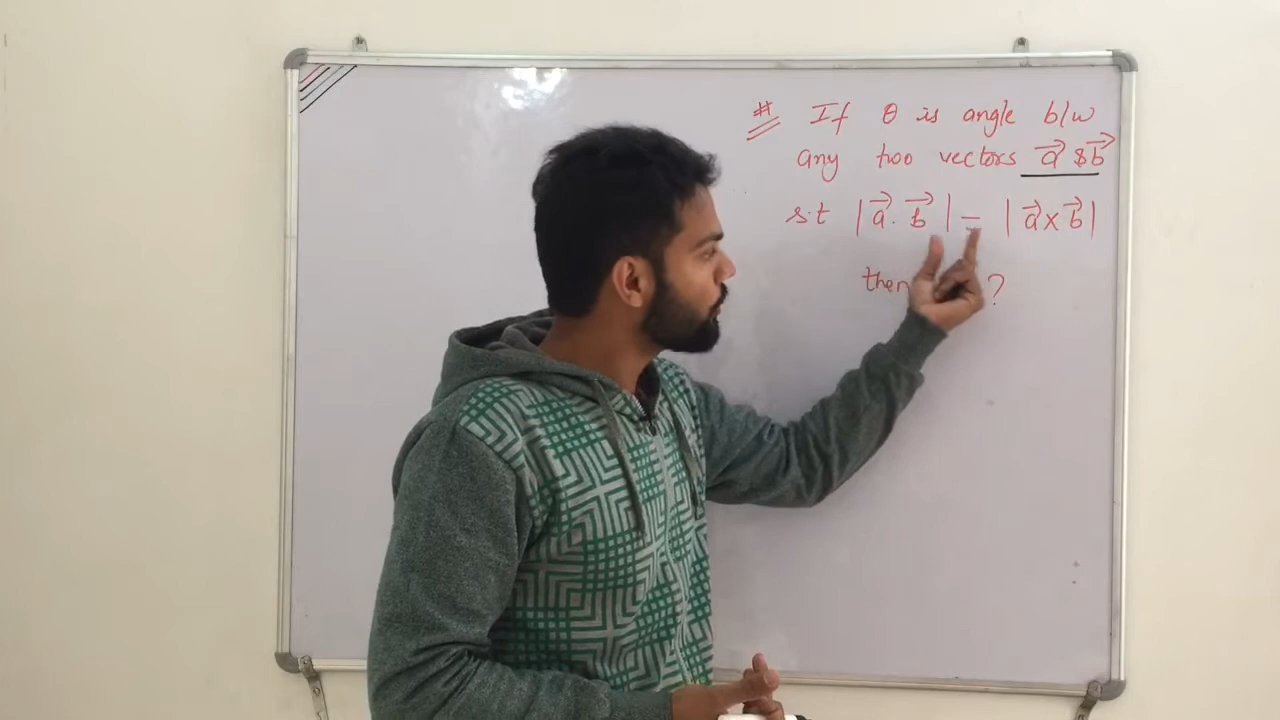 # If θ is angle b/w
any two vectors a⃗ & b⃗
s.t |a⃗ . b⃗| = |a⃗ × b⃗|
then ?